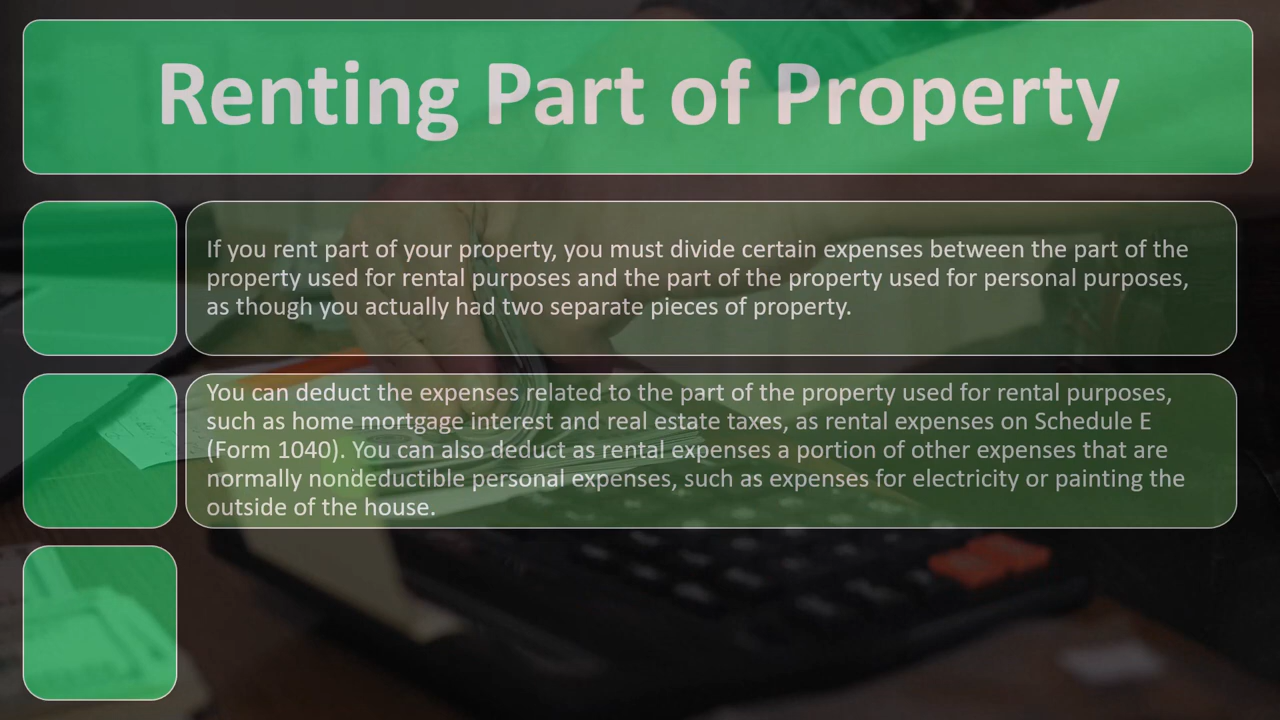 Renting Part of Property
If you rent part of your property, you must divide certain expenses between the part of the
property used for rental purposes and the part of the property used for personal purposes,
as though you actually had two separate pieces of property.
You can deduct the expenses related to the part of the property used for rental purposes,
such as home mortgage interest and real estate taxes, as rental expenses on Schedule E
(Form 1040). You can also deduct as rental expenses a portion of other expenses that are
normally nondeductible personal expenses, such as expenses for electricity or painting the
outside of the house.